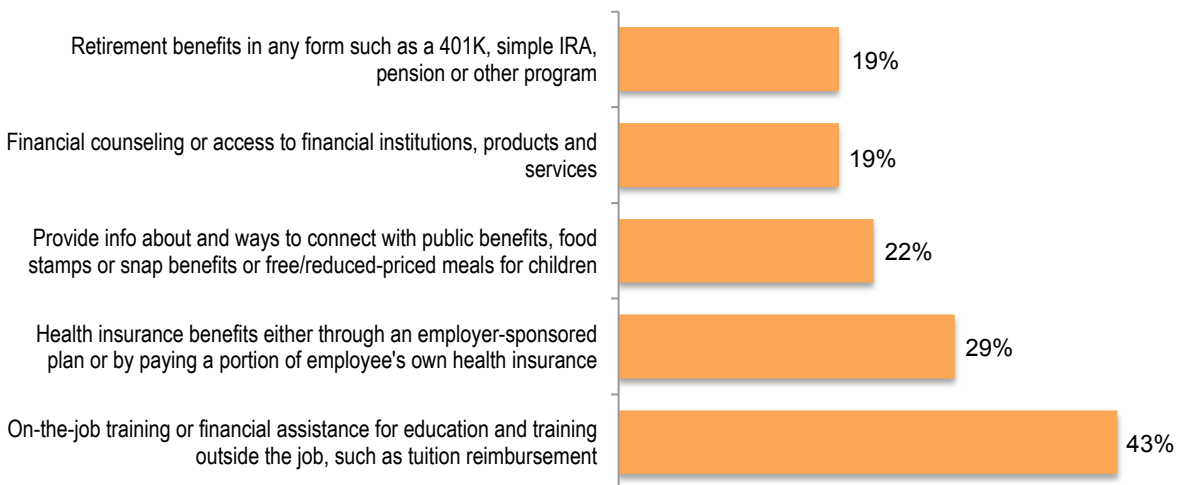 Retirement benefits in any form such as a 401K, simple IRA,
pension or other program
19%
Financial counseling or access to financial institutions, products and
services
19%
Provide info about and ways to connect with public benefits, food
stamps or snap benefits or free/reduced-priced meals for children
22%
Health insurance benefits either through an employer-sponsored
plan or by paying a portion of employee's own health insurance
29%
On-the-job training or financial assistance for education and training
outside the job, such as tuition reimbursement
43%